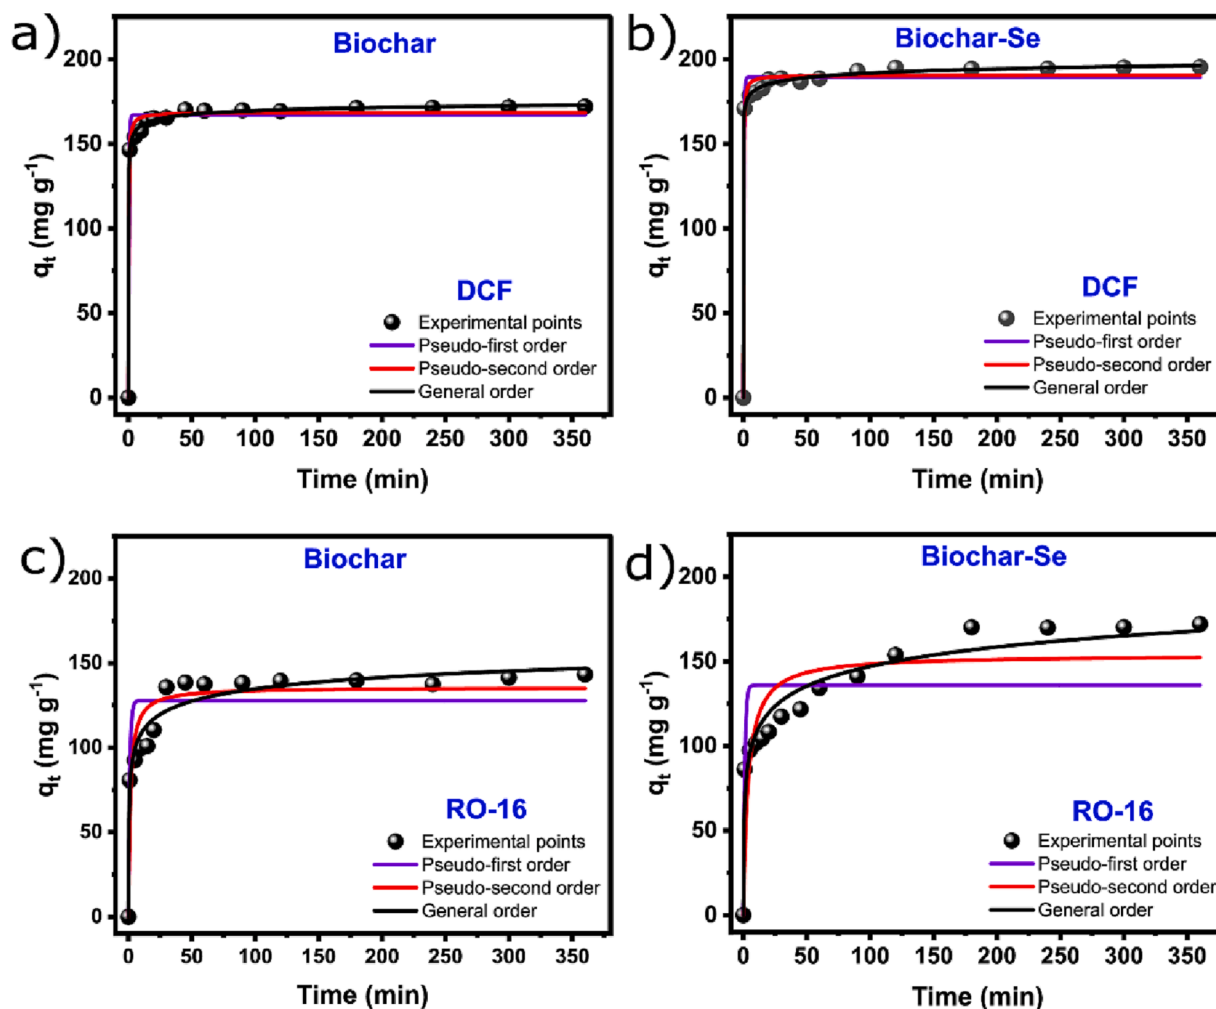 a)
Biochar
200
150
100
50
0
q_t (mg g⁻¹)
DCF
Experimental points
Pseudo-first order
Pseudo-second order
General order
0 50 100 150 200 250 300 350
Time (min)
b)
Biochar-Se
200
150
100
50
0
q_t (mg g⁻¹)
DCF
Experimental points
Pseudo-first order
Pseudo-second order
General order
0 50 100 150 200 250 300 350
Time (min)
c)
Biochar
200
150
100
50
0
q_t (mg g⁻¹)
RO-16
Experimental points
Pseudo-first order
Pseudo-second order
General order
0 50 100 150 200 250 300 350
Time (min)
d)
Biochar-Se
200
150
100
50
0
q_t (mg g⁻¹)
RO-16
Experimental points
Pseudo-first order
Pseudo-second order
General order
0 50 100 150 200 250 300 350
Time (min)